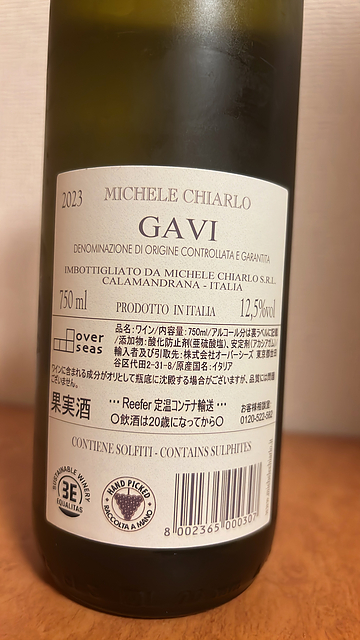 2023 MICHELE CHIARLO
GAVI
DENOMINAZIONE DI ORIGINE CONTROLLATA E GARANTITA
IMBOTTIGLIATO DA MICHELE CHIARLO S.R.L.
CALAMANDRANA - ITALIA
750 ml PRODOTTO IN ITALIA 12,5%vol
over
seas
品名:ワイン/内容量:750ml/アルコール分は裏ラベルに記載
/添加物:酸化防止剤(亜硫酸塩)、安定剤(アカシアガム)
輸入者及び引取先:株式会社オーバーシーズ 東京都世田
谷区代田2-31-8/原産国名:イタリア
ワインに含まれる成分がオリとして瓶底に沈殿する場合がございますが、品質には問題
ございません。
果実酒
… Reefer 定温コンテナ輸送 …
○飲酒は20歳になってから○
お客様相談室:
0120-522-582
CONTIENE SOLFITI - CONTAINS SULPHITES
SUSTAINABLE WINERY
3E
EQUALITAS
HAND PICKED
RACCOLTA A MANO
8 002365 000307